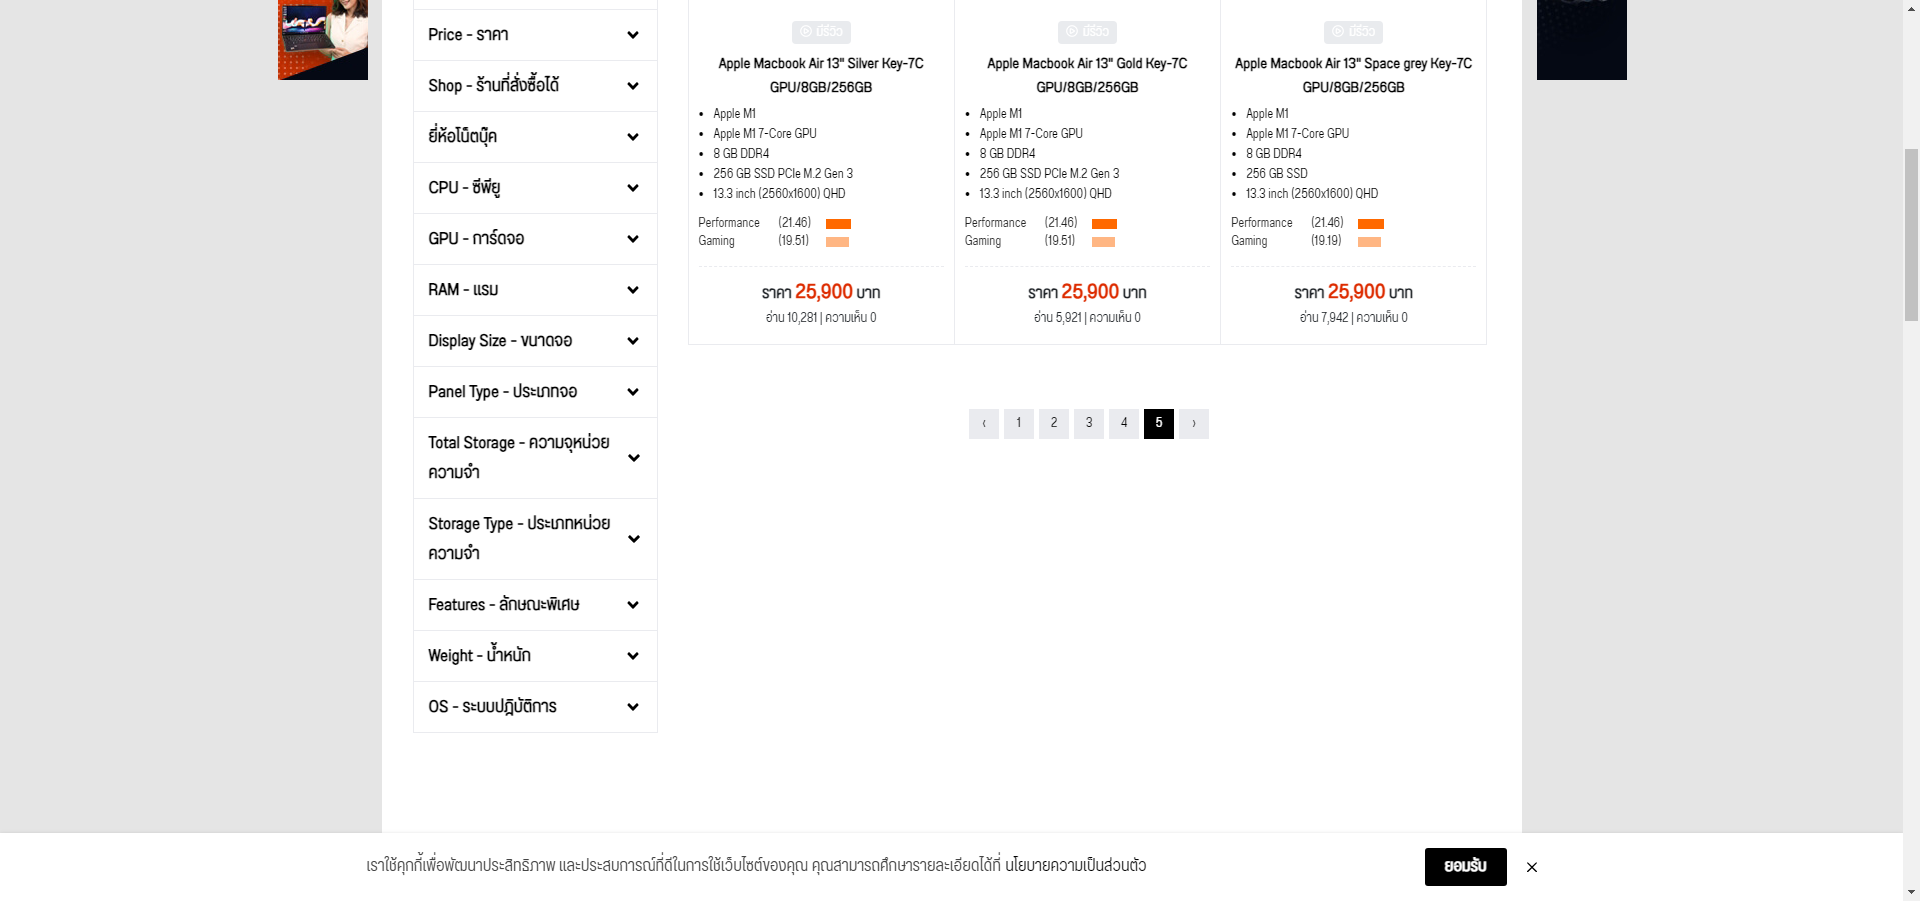 Price - ราคา
Shop - ร้านที่สั่งซื้อได้
ยี่ห้อโน็ตบุ๊ค
CPU - ซีพียู
GPU - การ์ดจอ
RAM - แรม
Display Size - ขนาดจอ
Panel Type - ประเภทจอ
Total Storage - ความจุหน่วย
ความจำ
Storage Type - ประเภทหน่วย
ความจำ
Features - ลักษณะพิเศษ
Weight - น้ำหนัก
OS - ระบบปฎิบัติการ
มีรีวิว
Apple Macbook Air 13" Silver Key-7C
GPU/8GB/256GB
• Apple M1
• Apple M1 7-Core GPU
• 8 GB DDR4
• 256 GB SSD PCIe M.2 Gen 3
• 13.3 inch (2560x1600) QHD
Performance (21.46)
Gaming (19.51)
ราคา 25,900 บาท
อ่าน 10,281 | ความเห็น 0
มีรีวิว
Apple Macbook Air 13" Gold Key-7C
GPU/8GB/256GB
• Apple M1
• Apple M1 7-Core GPU
• 8 GB DDR4
• 256 GB SSD PCIe M.2 Gen 3
• 13.3 inch (2560x1600) QHD
Performance (21.46)
Gaming (19.51)
ราคา 25,900 บาท
อ่าน 5,921 | ความเห็น 0
มีรีวิว
Apple Macbook Air 13" Space grey Key-7C
GPU/8GB/256GB
• Apple M1
• Apple M1 7-Core GPU
• 8 GB DDR4
• 256 GB SSD
• 13.3 inch (2560x1600) QHD
Performance (21.46)
Gaming (19.19)
ราคา 25,900 บาท
อ่าน 7,942 | ความเห็น 0
‹ 1 2 3 4 5 ›
เราใช้คุกกี้เพื่อพัฒนาประสิทธิภาพ และประสบการณ์ที่ดีในการใช้เว็บไซต์ของคุณ คุณสามารถศึกษารายละเอียดได้ที่ นโยบายความเป็นส่วนตัว
ยอมรับ